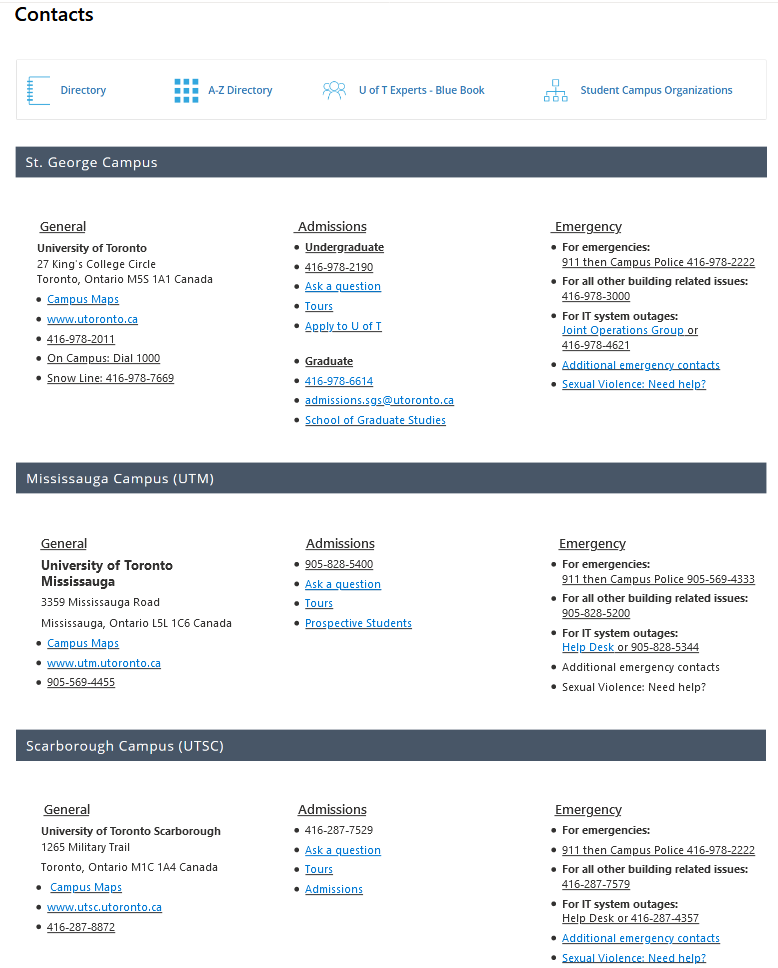 Contacts
Directory
A-Z Directory
U of T Experts - Blue Book
Student Campus Organizations
St. George Campus
General
University of Toronto
27 King's College Circle
Toronto, Ontario M5S 1A1 Canada
Campus Maps
www.utoronto.ca
416-978-2011
On Campus: Dial 1000
Snow Line: 416-978-7669
Admissions
Undergraduate
416-978-2190
Ask a question
Tours
Apply to U of T
Graduate
416-978-6614
admissions.sgs@utoronto.ca
School of Graduate Studies
Emergency
For emergencies:
911 then Campus Police 416-978-2222
For all other building related issues:
416-978-3000
For IT system outages:
Joint Operations Group or
416-978-4621
Additional emergency contacts
Sexual Violence: Need help?
Mississauga Campus (UTM)
General
University of Toronto
Mississauga
3359 Mississauga Road
Mississauga, Ontario L5L 1C6 Canada
Campus Maps
www.utm.utoronto.ca
905-569-4455
Admissions
905-828-5400
Ask a question
Tours
Prospective Students
Emergency
For emergencies:
911 then Campus Police 905-569-4333
For all other building related issues:
905-828-5200
For IT system outages:
Help Desk or 905-828-5344
Additional emergency contacts
Sexual Violence: Need help?
Scarborough Campus (UTSC)
General
University of Toronto Scarborough
1265 Military Trail
Toronto, Ontario M1C 1A4 Canada
Campus Maps
www.utsc.utoronto.ca
416-287-8872
Admissions
416-287-7529
Ask a question
Tours
Admissions
Emergency
For emergencies:
911 then Campus Police 416-978-2222
For all other building related issues:
416-287-7579
For IT system outages:
Help Desk or 416-287-4357
Additional emergency contacts
Sexual Violence: Need help?